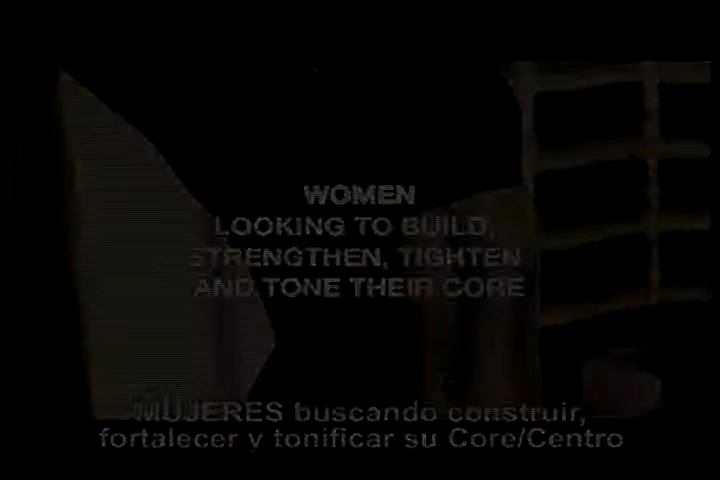 WOMEN
LOOKING TO BUILD,
STRENGTHEN, TIGHTEN
AND TONE THEIR CORE
MUJERES buscando construir,
fortalecer y tonificar su Core/Centro